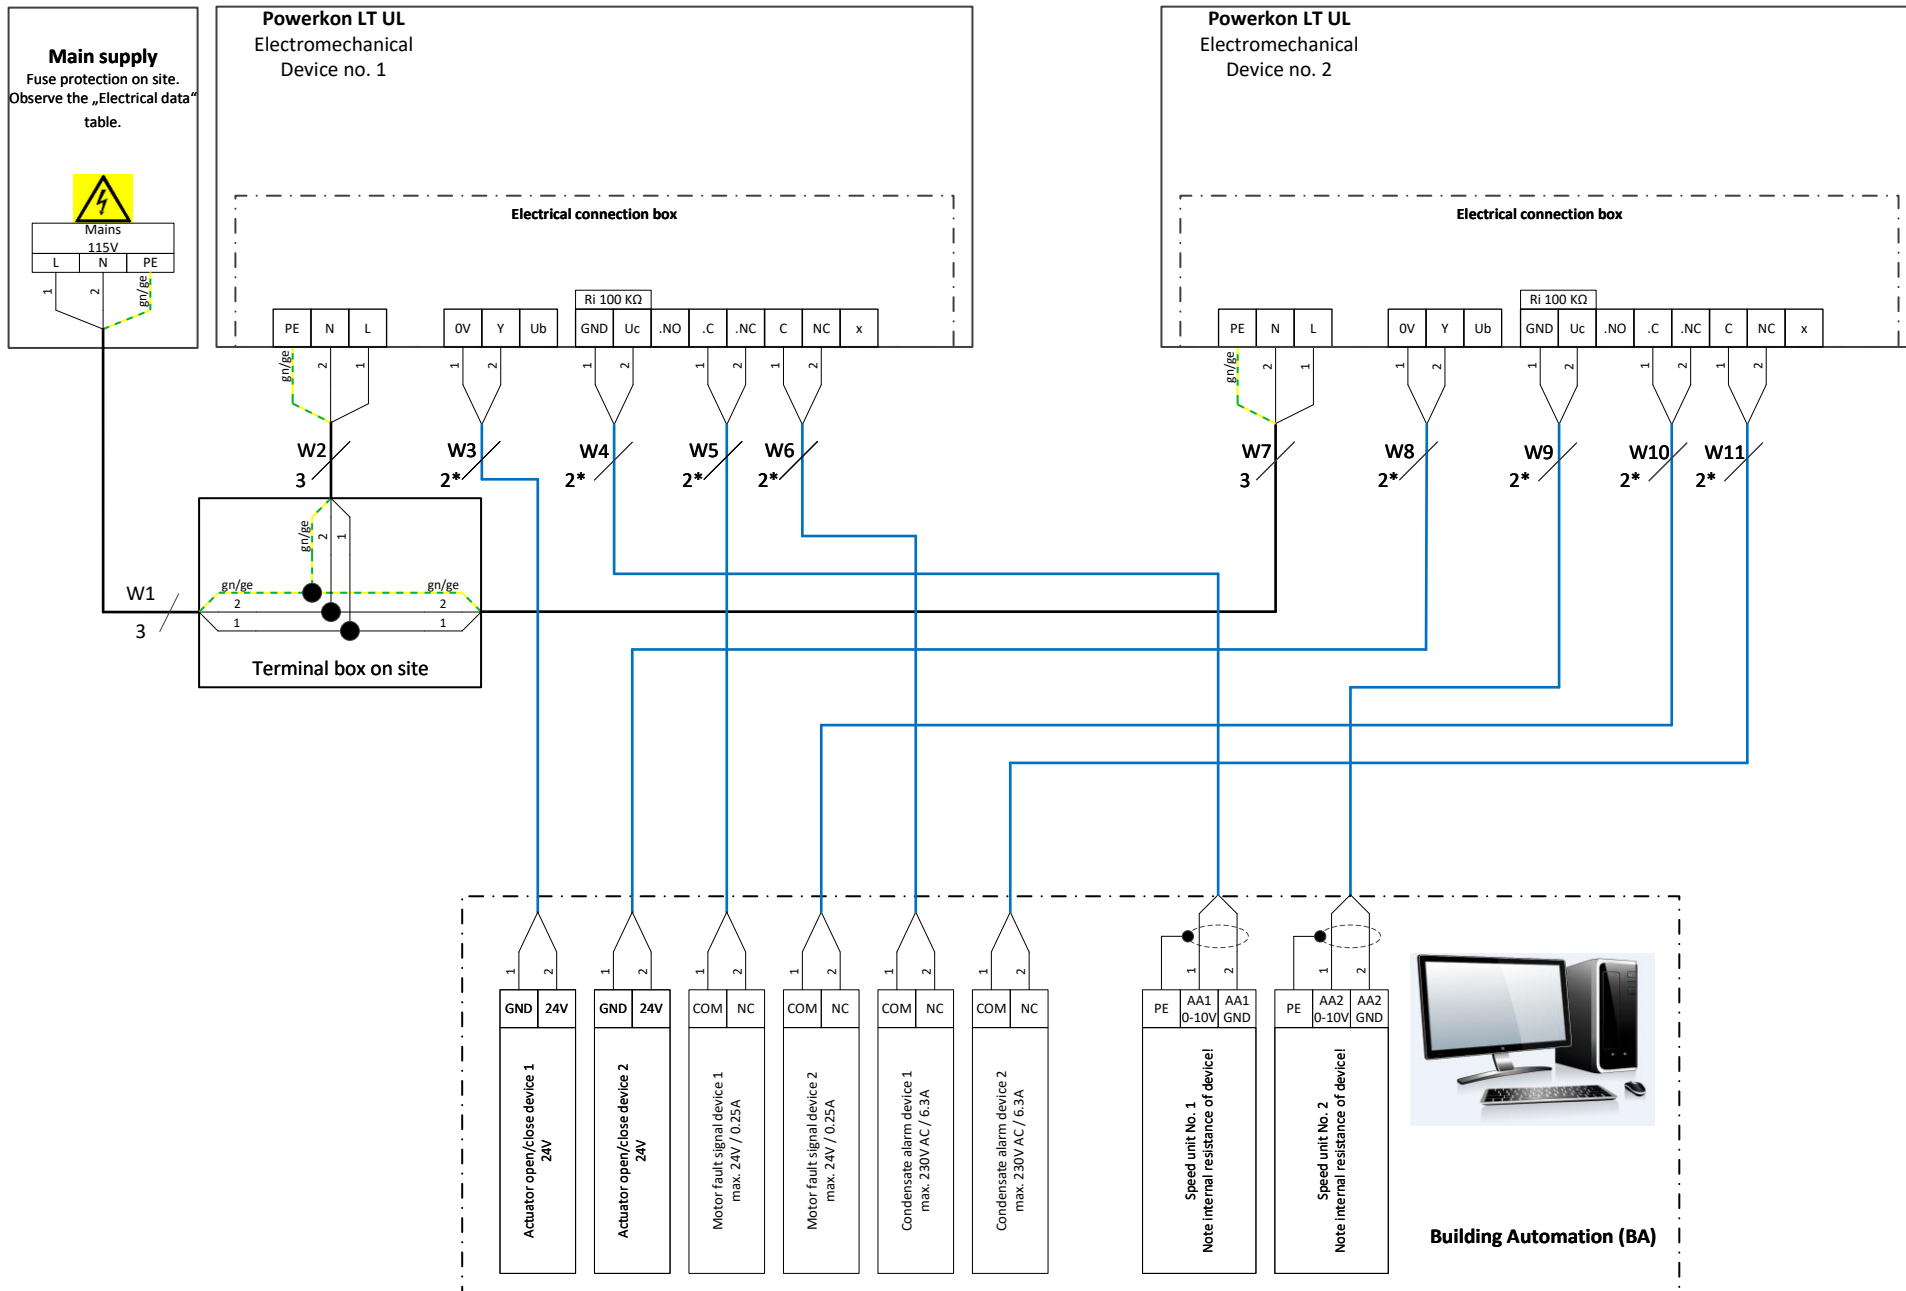 Main supply
Fuse protection on site.
Observe the „Electrical data“
table.
Mains
115V
L N PE
1 2 gn/ge
Powerkon LT UL
Electromechanical
Device no. 1
Electrical connection box
Ri 100 KΩ
PE N L 0V Y Ub GND Uc .NO .C .NC C NC x
gn/ge 2 1 1 2 1 2 1 2 1 2
W2 W3 W4 W5 W6
3 2* 2* 2* 2*
Powerkon LT UL
Electromechanical
Device no. 2
Electrical connection box
Ri 100 KΩ
PE N L 0V Y Ub GND Uc .NO .C .NC C NC x
gn/ge 2 1 1 2 1 2 1 2 1 2
W7 W8 W9 W10 W11
3 2* 2* 2* 2*
W1
3
gn/ge 2 1
gn/ge gn/ge
2 2
1 1
Terminal box on site
1 2 1 2 1 2 1 2 1 2 1 2 1 2 1 2
GND 24V
Actuator open/close device 1
24V
GND 24V
Actuator open/close device 2
24V
COM NC
Motor fault signal device 1
max. 24V / 0.25A
COM NC
Motor fault signal device 2
max. 24V / 0.25A
COM NC
Condensate alarm device 1
max. 230V AC / 6.3A
COM NC
Condensate alarm device 2
max. 230V AC / 6.3A
PE AA1 AA1
0-10V GND
Speed unit No. 1
Note internal resistance of device!
PE AA2 AA2
0-10V GND
Speed unit No. 2
Note internal resistance of device!
Building Automation (BA)